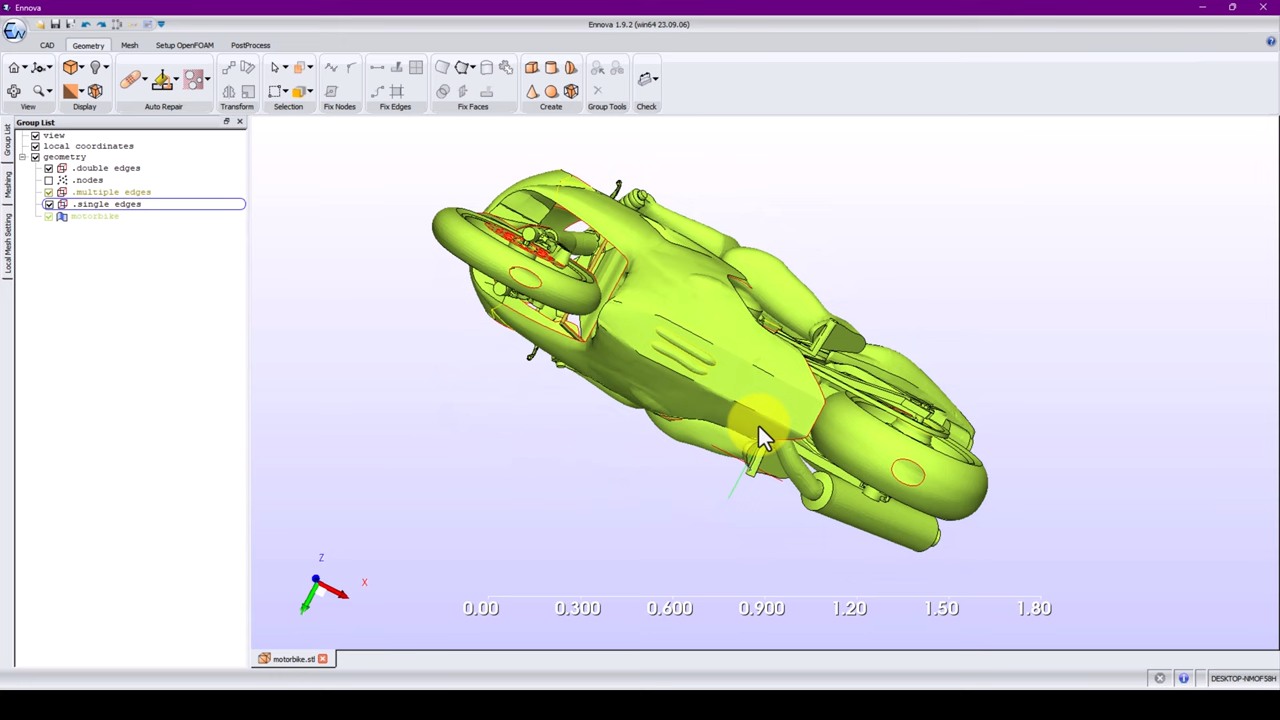 Ennova
Ennova 1.9.2 (win64 23.09.06)
CAD Geometry Mesh Setup OpenFOAM PostProcess
View Display Auto Repair Transform Selection Fix Nodes Fix Edges Fix Faces Create Group Tools Check
Group List
Group List
Meshing
Local Mesh Setting
view
local coordinates
geometry
.double edges
.nodes
.multiple edges
.single edges
motorbike
Z
X
0.00 0.300 0.600 0.900 1.20 1.50 1.80
motorbike.stl
DESKTOP-NMOF58H